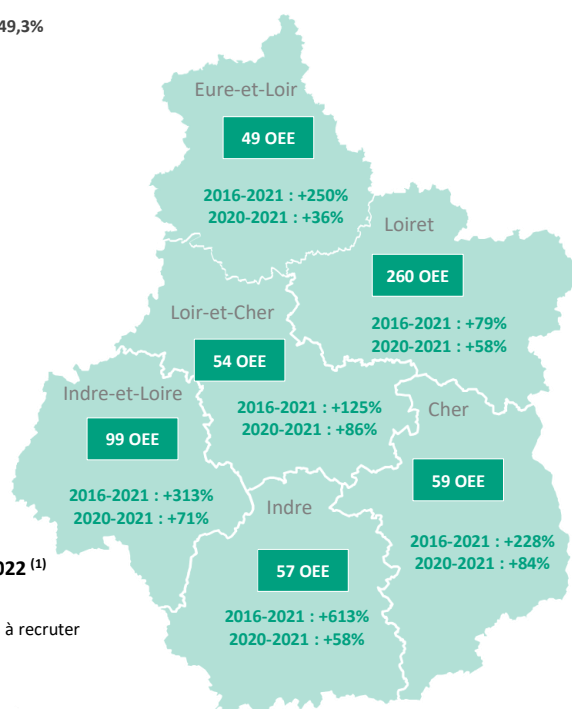 49,3%
Eure-et-Loir
49 OEE
2016-2021 : +250%
2020-2021 : +36%
Loiret
260 OEE
2016-2021 : +79%
2020-2021 : +58%
Loir-et-Cher
54 OEE
2016-2021 : +125%
2020-2021 : +86%
Indre-et-Loire
99 OEE
2016-2021 : +313%
2020-2021 : +71%
Cher
59 OEE
2016-2021 : +228%
2020-2021 : +84%
Indre
57 OEE
2016-2021 : +613%
2020-2021 : +58%
022 (1)
à recruter